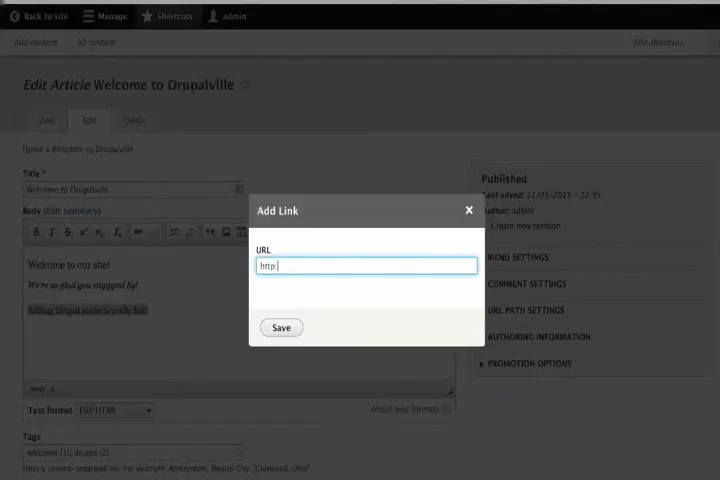 Back to site Manage Shortcuts admin
Add content All content Edit shortcuts
Edit Article Welcome to Drupalville
View Edit Delete
Home » Welcome to Drupalville
Title *
Welcome to Drupalville
Body (Edit summary)
Welcome to our site!
We're so glad you stoppped by!
Editing Drupal nodes is really fun!
Text format Full HTML
About text formats
Tags
welcome (1), drupal (2)
Enter a comma-separated list. For example: Amsterdam, Mexico City, "Cleveland, Ohio"
Add Link
URL
http:
Save
Published
Last saved: 11/05/2015 - 12:35
Author: admin
Create new revision
MENU SETTINGS
COMMENT SETTINGS
URL PATH SETTINGS
AUTHORING INFORMATION
PROMOTION OPTIONS